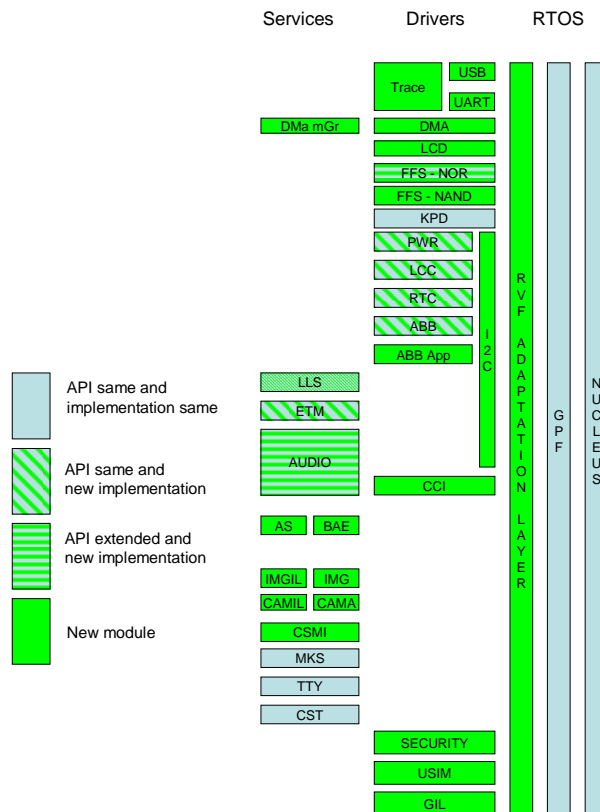 Services
Drivers
RTOS
Trace
USB
UART
DMa mGr
DMA
LCD
FFS - NOR
FFS - NAND
KPD
PWR
LCC
RTC
ABB
ABB App
I2C
LLS
ETM
AUDIO
CCI
AS
BAE
IMGIL
IMG
CAMIL
CAMA
CSMI
MKS
TTY
CST
SECURITY
USIM
GIL
RVF ADAPTATION LAYER
GPF
NUCLEUS
API same and
implementation same
API same and
new implementation
API extended and
new implementation
New module